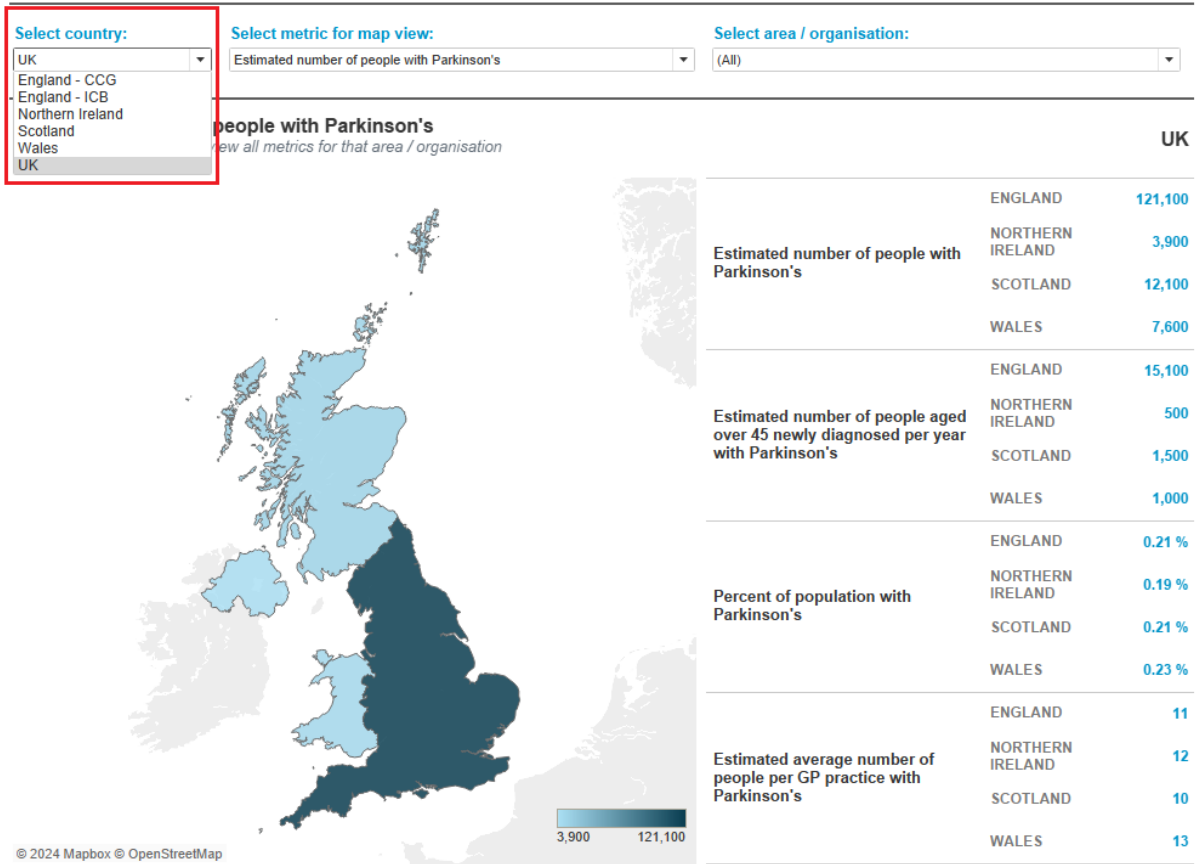 Select country:
Select metric for map view:
Select area / organisation:
UK
Estimated number of people with Parkinson's
(All)
England - CCG
England - ICB
Northern Ireland
Scotland
Wales
UK
people with Parkinson's
ew all metrics for that area / organisation
UK
Estimated number of people with
Parkinson's
ENGLAND
121,100
NORTHERN
IRELAND
3,900
SCOTLAND
12,100
WALES
7,600
Estimated number of people aged
over 45 newly diagnosed per year
with Parkinson's
ENGLAND
15,100
NORTHERN
IRELAND
500
SCOTLAND
1,500
WALES
1,000
Percent of population with
Parkinson's
ENGLAND
0.21 %
NORTHERN
IRELAND
0.19 %
SCOTLAND
0.21 %
WALES
0.23 %
Estimated average number of
people per GP practice with
Parkinson's
ENGLAND
11
NORTHERN
IRELAND
12
SCOTLAND
10
WALES
13
3,900
121,100
© 2024 Mapbox © OpenStreetMap